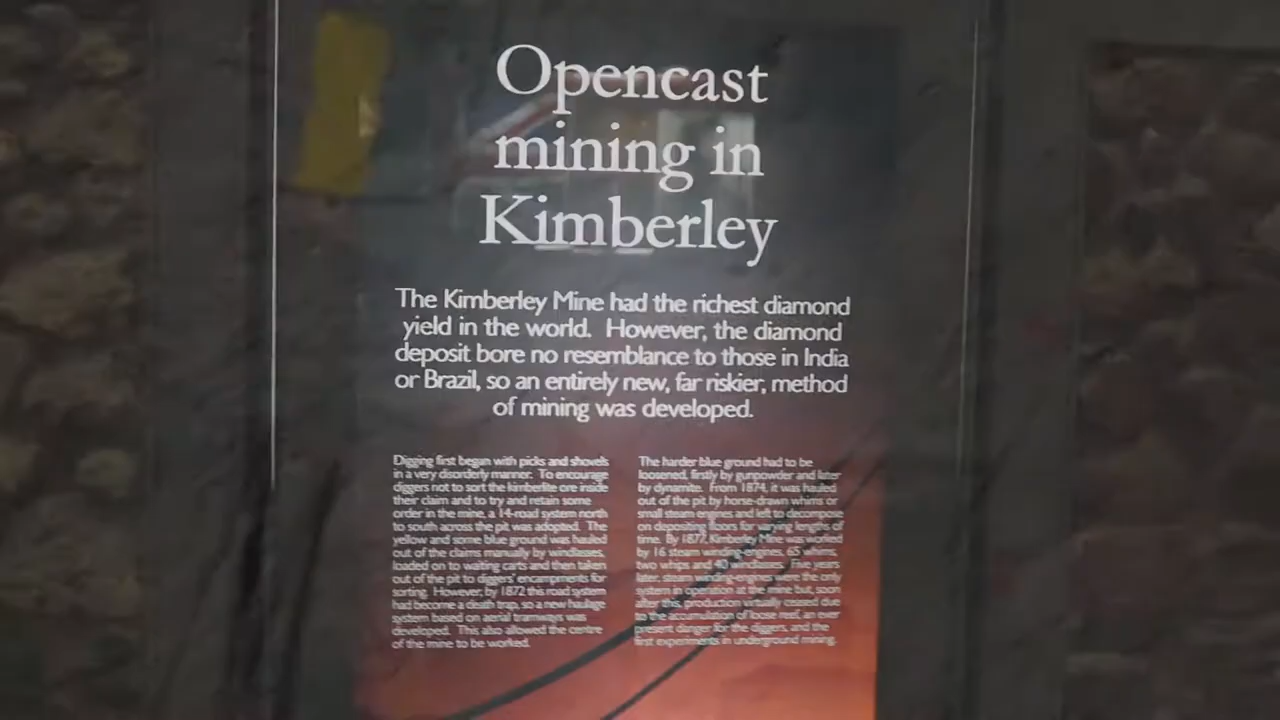 Opencast
mining in
Kimberley
The Kimberley Mine had the richest diamond
yield in the world. However, the diamond
deposit bore no resemblance to those in India
or Brazil, so an entirely new, far riskier, method
of mining was developed.
Digging first began with picks and shovels
in a very disorderly manner. To encourage
diggers not to sort the kimberlite ore inside
their claim and to try and retain some
order in the mine, a 14-road system north
to south across the pit was adopted. The
yellow and some blue ground was hauled
out of the claims manually by windlasses,
loaded on to waiting carts and then taken
out of the pit to diggers' encampments for
sorting. However, by 1872 this road system
had become a death trap, so a new haulage
system based on aerial tramways was
developed. This also allowed the centre
of the mine to be worked.
The harder blue ground had to be
loosened, firstly by gunpowder and later
by dynamite. From 1874, it was hauled
out of the pit by horse-drawn whims or
small steam engines and left to decompose
on depositing floors for varying lengths of
time. By 1877, Kimberley Mine was worked
by 16 steam winding-engines, 65 whims,
two whips and windlasses. Five years
later, steam winding-engines were the only
system in operation at the mine but, soon
after this production virtually ceased due
to the accumulation of loose reef, an ever
present danger for the diggers, and the
first experiments in underground mining.